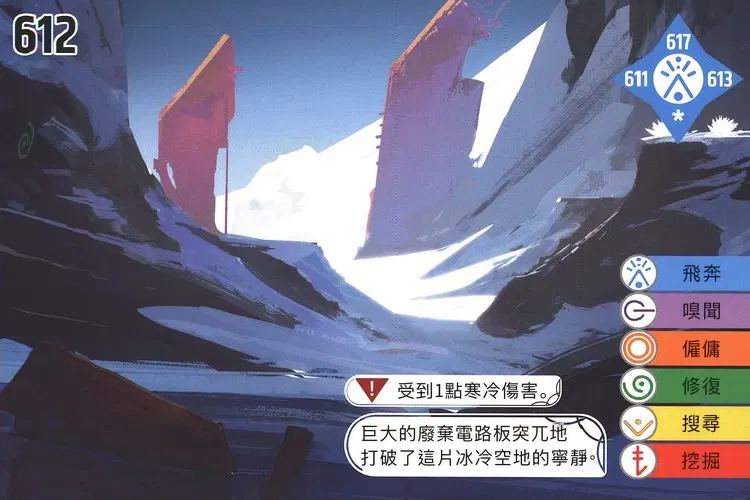 612
617
611
613
*
飛奔
嗅聞
僱傭
修復
搜尋
挖掘
! 受到1點寒冷傷害。
巨大的廢棄電路板突兀地
打破了這片冰冷空地的寧靜。